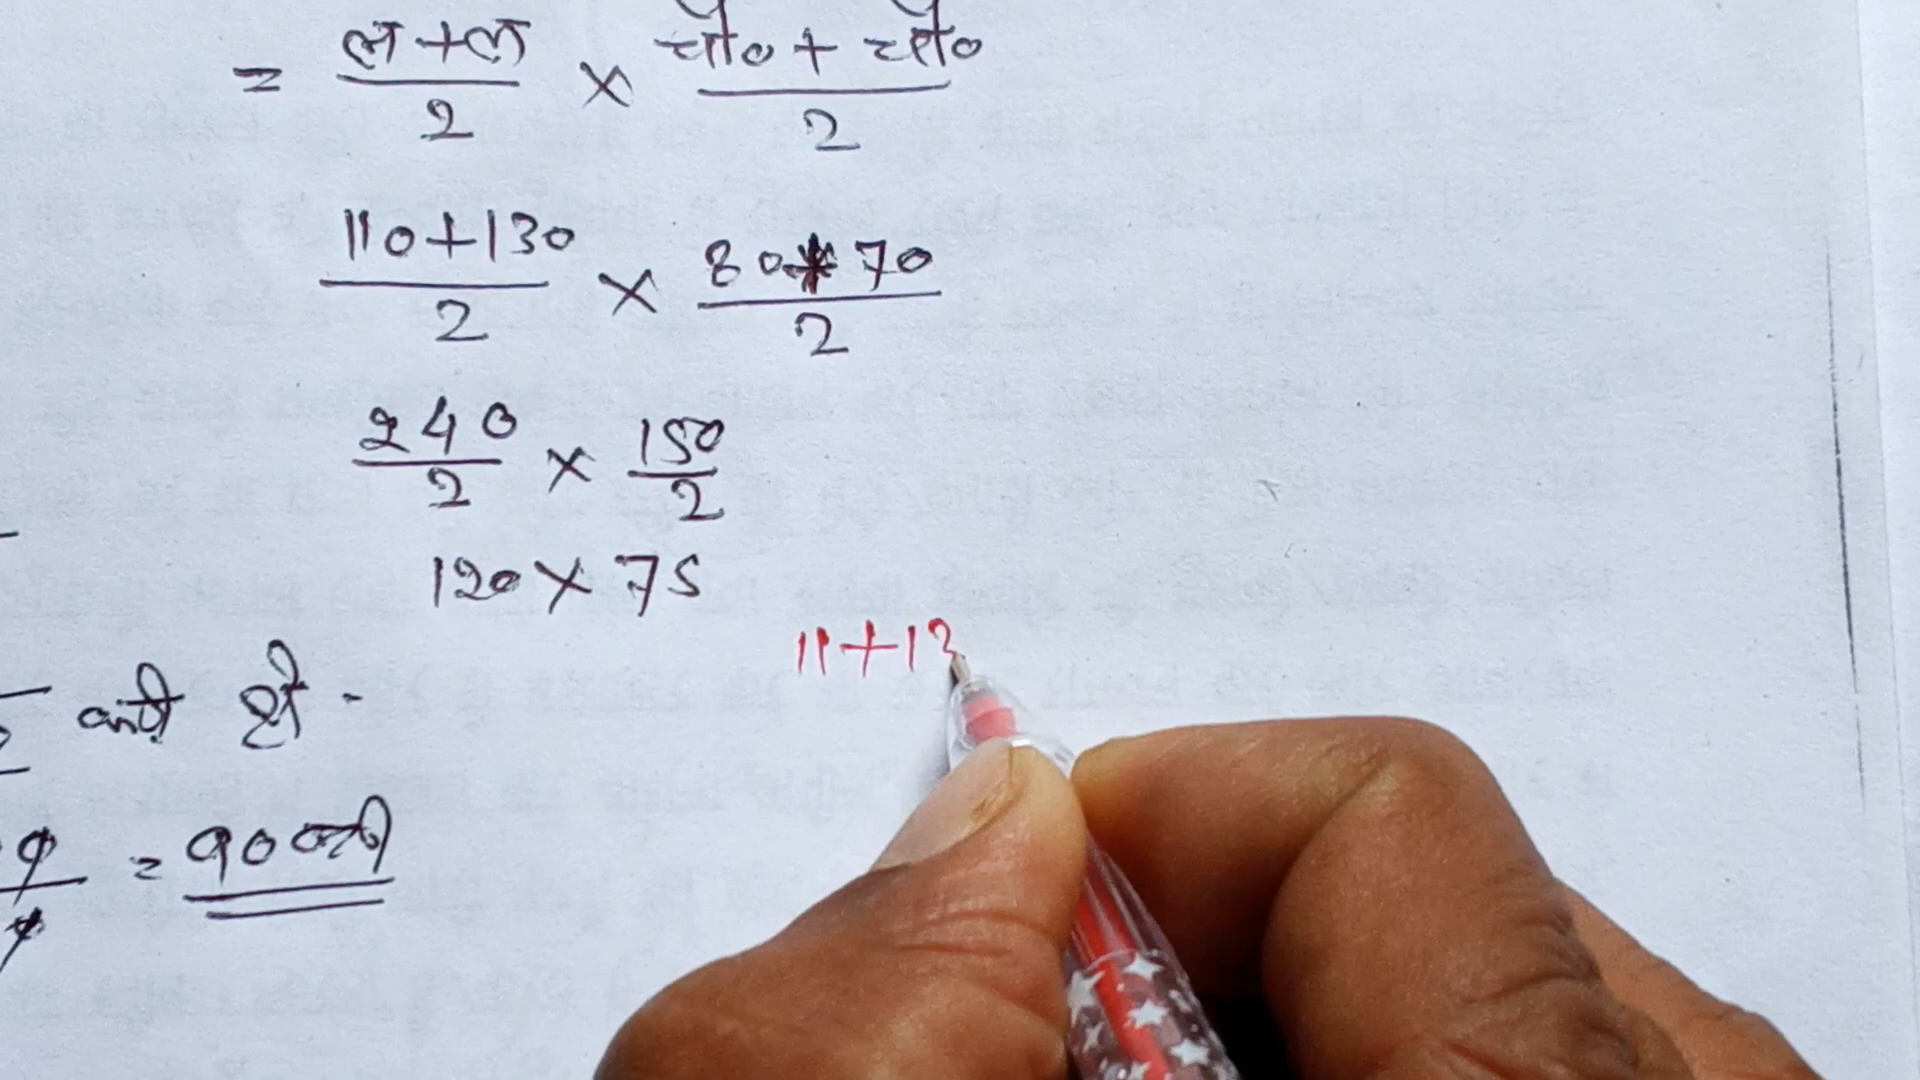 = ल+ल/2 × चौ०+चौ०/2
110+130/2 × 80+70/2
240/2 × 150/2
120×75
11+13
= 90